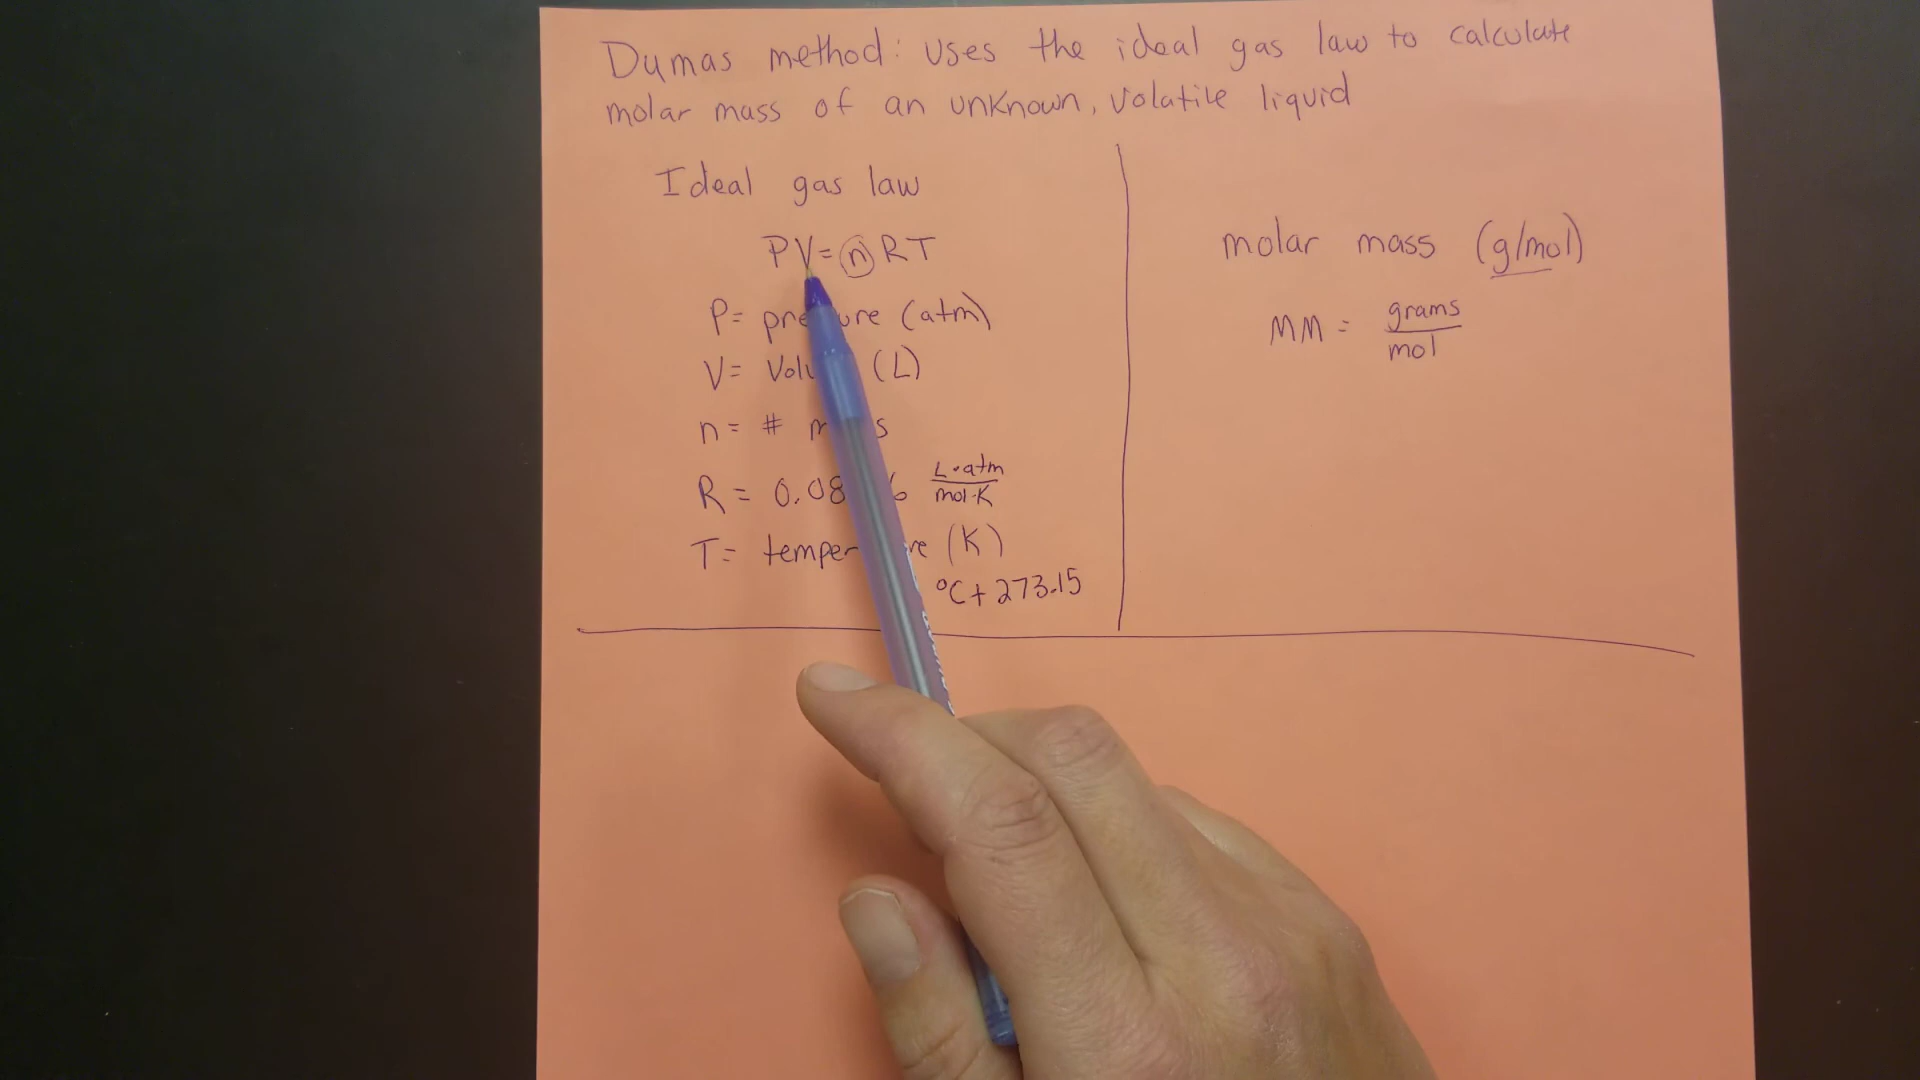 Dumas method: uses the ideal gas law to calculate
molar mass of an unknown, volatile liquid
Ideal gas law
PV=nRT
P= pre ure (atm)
V= Volu (L)
n= # m s
R = 0.08 6 L·atm
mol·K
T= temper re (K)
°C+273.15
molar mass (g/mol)
MM = grams
mol